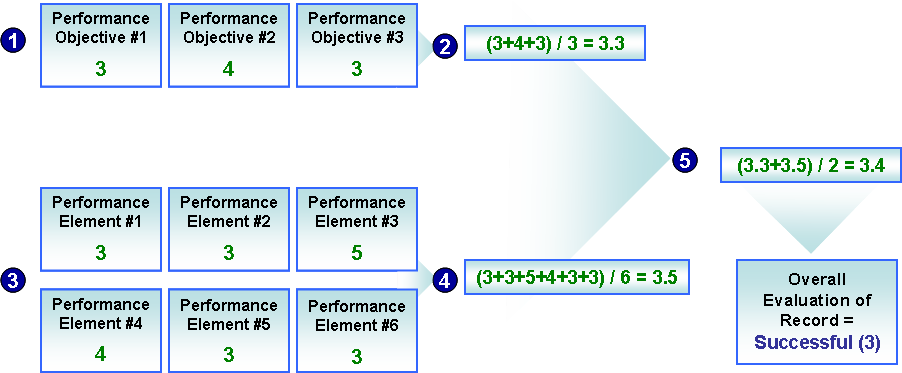 1
Performance
Objective #1
3
Performance
Objective #2
4
Performance
Objective #3
3
2
(3+4+3) / 3 = 3.3
3
Performance
Element #1
3
Performance
Element #2
3
Performance
Element #3
5
Performance
Element #4
4
Performance
Element #5
3
Performance
Element #6
3
4
(3+3+5+4+3+3) / 6 = 3.5
5
(3.3+3.5) / 2 = 3.4
Overall
Evaluation of
Record =
Successful (3)